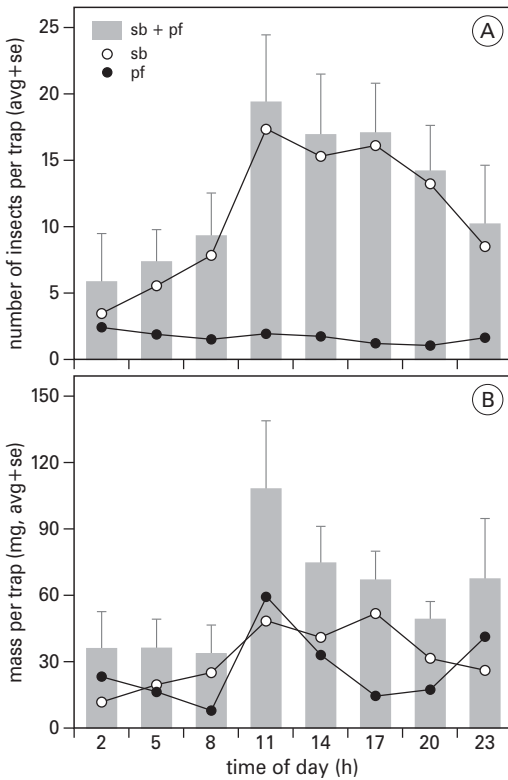 A
sb + pf
sb
pf
number of insects per trap (avg+se)
25
20
15
10
5
0
B
mass per trap (mg, avg+se)
150
120
90
60
30
0
2 5 8 11 14 17 20 23
time of day (h)